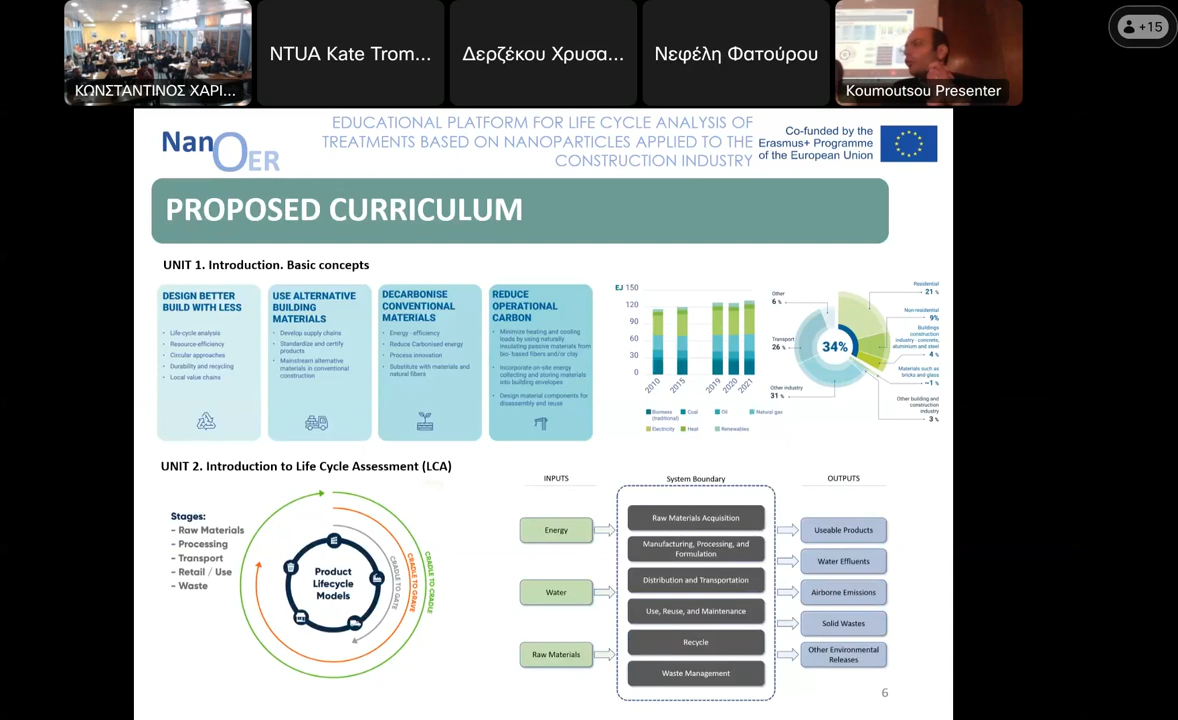 +15
ΚΩΝΣΤΑΝΤΙΝΟΣ ΧΑΡΙ...
NTUA Kate Trom...
Δερζέκου Χρυσα...
Νεφέλη Φατούρου
Koumoutsou Presenter
NanOER
EDUCATIONAL PLATFORM FOR LIFE CYCLE ANALYSIS OF
TREATMENTS BASED ON NANOPARTICLES APPLIED TO THE
CONSTRUCTION INDUSTRY
Co-funded by the
Erasmus+ Programme
of the European Union
PROPOSED CURRICULUM
UNIT 1. Introduction. Basic concepts
DESIGN BETTER
BUILD WITH LESS
• Life-cycle analysis
• Resource-efficiency
• Circular approaches
• Durability and recycling
• Local value chains
USE ALTERNATIVE
BUILDING
MATERIALS
• Develop supply chains
• Standardize and certify
products
• Mainstream alternative
materials in conventional
construction
DECARBONISE
CONVENTIONAL
MATERIALS
• Energy-efficiency
• Reduce Carbonised energy
• Process innovation
• Substitute with materials and
natural fibers
REDUCE
OPERATIONAL
CARBON
• Minimize heating and cooling
loads by using naturally
insulating passive materials from
bio-based fibers and/or clay
• Incorporate on-site energy
collecting and storing materials
into building envelopes
• Design material components for
disassembly and reuse
EJ 150
120
90
60
30
0
2010
2015
2019
2020
2021
Biomass
(traditional)
Coal
Oil
Natural gas
Electricity
Heat
Renewables
Other
6 %
Transport
26 %
Other industry
31 %
34%
Residential
21 %
Non-residential
9%
Buildings
construction
industry - concrete,
aluminium and steel
4 %
Materials such as
bricks and glass
~1 %
Other building and
construction
industry
3 %
UNIT 2. Introduction to Life Cycle Assessment (LCA)
Stages:
- Raw Materials
- Processing
- Transport
- Retail / Use
- Waste
Product
Lifecycle
Models
CRADLE TO GATE
CRADLE TO GRAVE
CRADLE TO CRADLE
INPUTS
System Boundary
OUTPUTS
Energy
Water
Raw Materials
Raw Materials Acquisition
Manufacturing, Processing, and
Formulation
Distribution and Transportation
Use, Reuse, and Maintenance
Recycle
Waste Management
Useable Products
Water Effluents
Airborne Emissions
Solid Wastes
Other Environmental
Releases
6